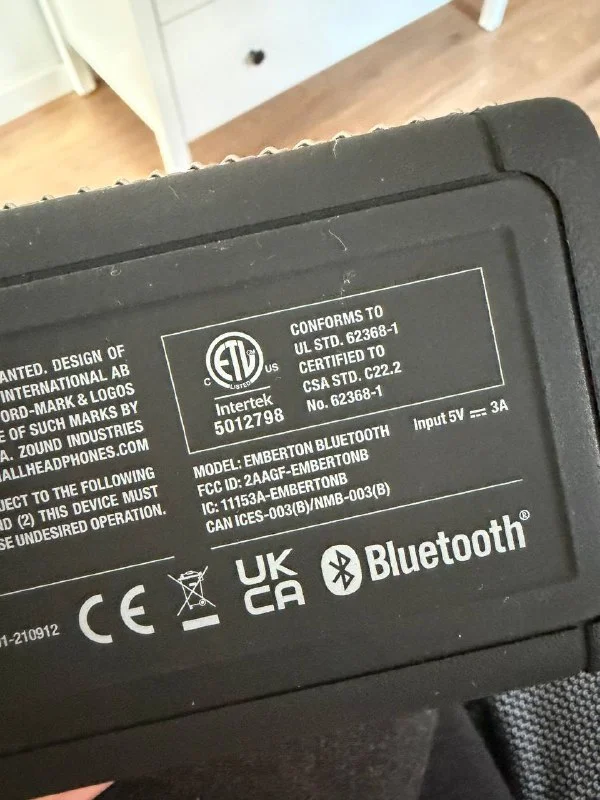 ANTED. DESIGN OF
INTERNATIONAL AB
ORD-MARK & LOGOS
E OF SUCH MARKS BY
A. ZOUND INDUSTRIES
ALLHEADPHONES.COM
JECT TO THE FOLLOWING
ND (2) THIS DEVICE MUST
SE UNDESIRED OPERATION.
1-210912
C ETL US
LISTED
Intertek
5012798
CONFORMS TO
UL STD. 62368-1
CERTIFIED TO
CSA STD. C22.2
No. 62368-1
MODEL: EMBERTON BLUETOOTH
FCC ID: 2AAGF-EMBERTONB
IC: 11153A-EMBERTONB
CAN ICES-003(B)/NMB-003(B)
Input 5V ⎓ 3A
CE
UK
CA
Bluetooth®